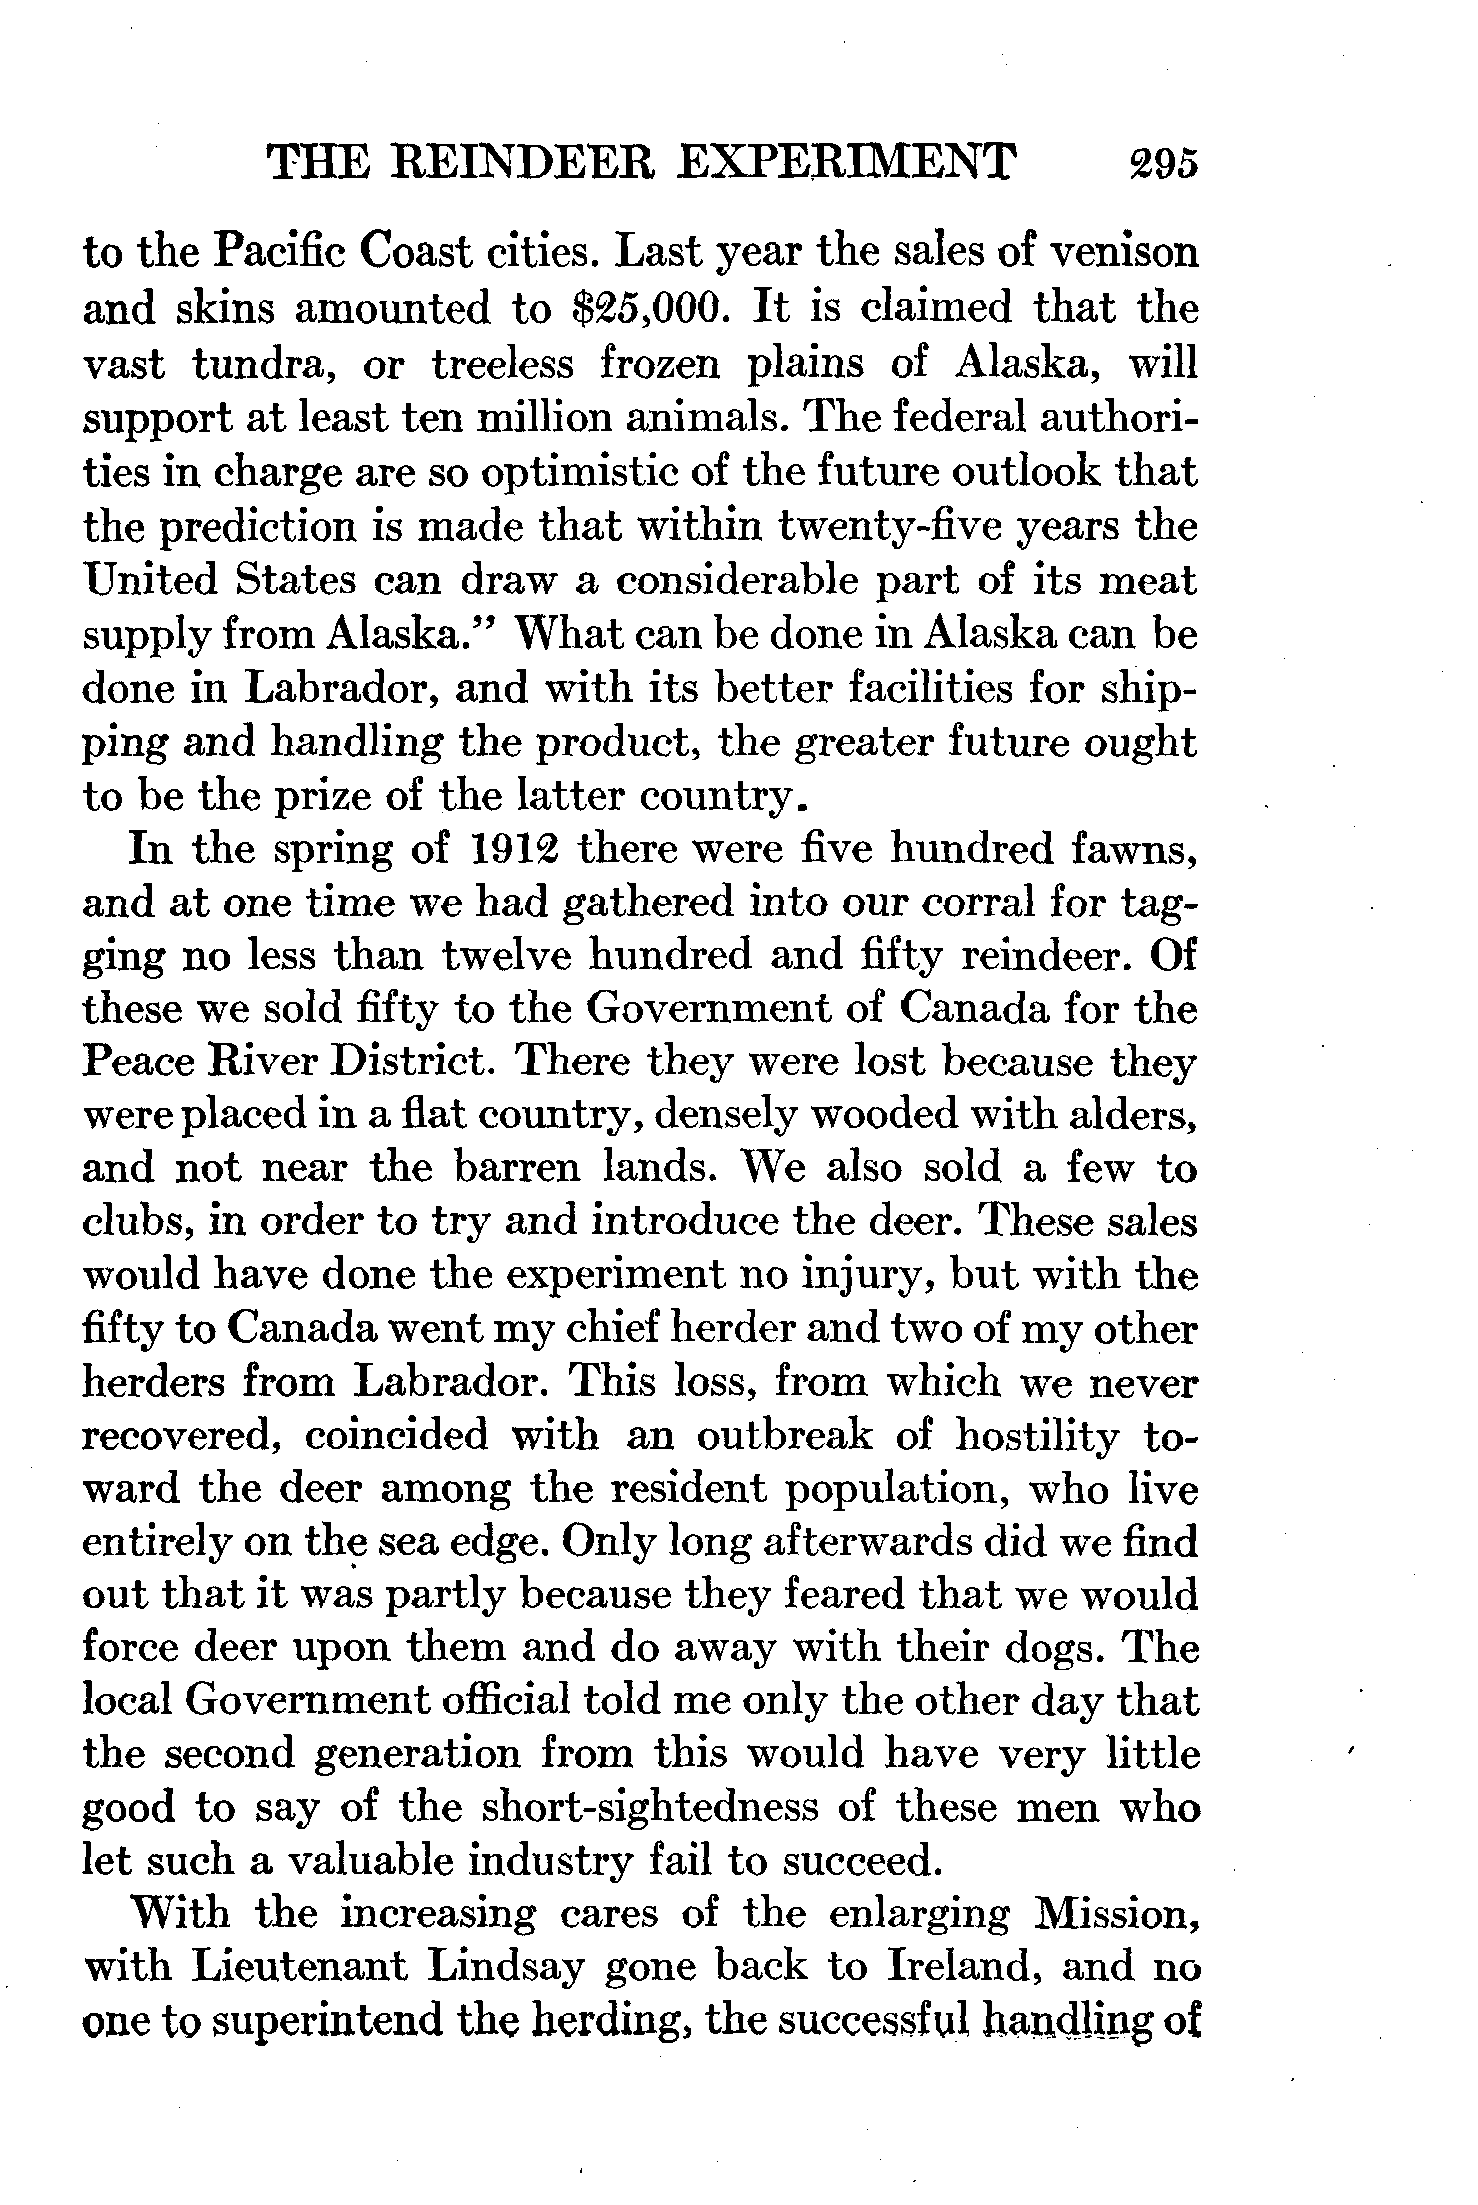 THE REINDEER EXPERIMENT 295
to the Pacific Coast cities. Last year the sales of venison
and skins amounted to $25,000. It is claimed that the
vast tundra, or treeless frozen plains of Alaska, will
support at least ten million animals. The federal authori-
ties in charge are so optimistic of the future outlook that
the prediction is made that within twenty-five years the
United States can draw a considerable part of its meat
supply from Alaska.” What can be done in Alaska can be
done in Labrador, and with its better facilities for ship-
ping and handling the product, the greater future ought
to be the prize of the latter country.
In the spring of 1912 there were five hundred fawns,
and at one time we had gathered into our corral for tag-
ging no less than twelve hundred and fifty reindeer. Of
these we sold fifty to the Government of Canada for the
Peace River District. There they were lost because they
were placed in a flat country, densely wooded with alders,
and not near the barren lands. We also sold a few to
clubs, in order to try and introduce the deer. These sales
would have done the experiment no injury, but with the
fifty to Canada went my chief herder and two of my other
herders from Labrador. This loss, from which we never
recovered, coincided with an outbreak of hostility to-
ward the deer among the resident population, who live
entirely on the sea edge. Only long afterwards did we find
out that it was partly because they feared that we would
force deer upon them and do away with their dogs. The
local Government official told me only the other day that
the second generation from this would have very little
good to say of the short-sightedness of these men who
let such a valuable industry fail to succeed.
With the increasing cares of the enlarging Mission,
with Lieutenant Lindsay gone back to Ireland, and no
one to superintend the herding, the successful handling of